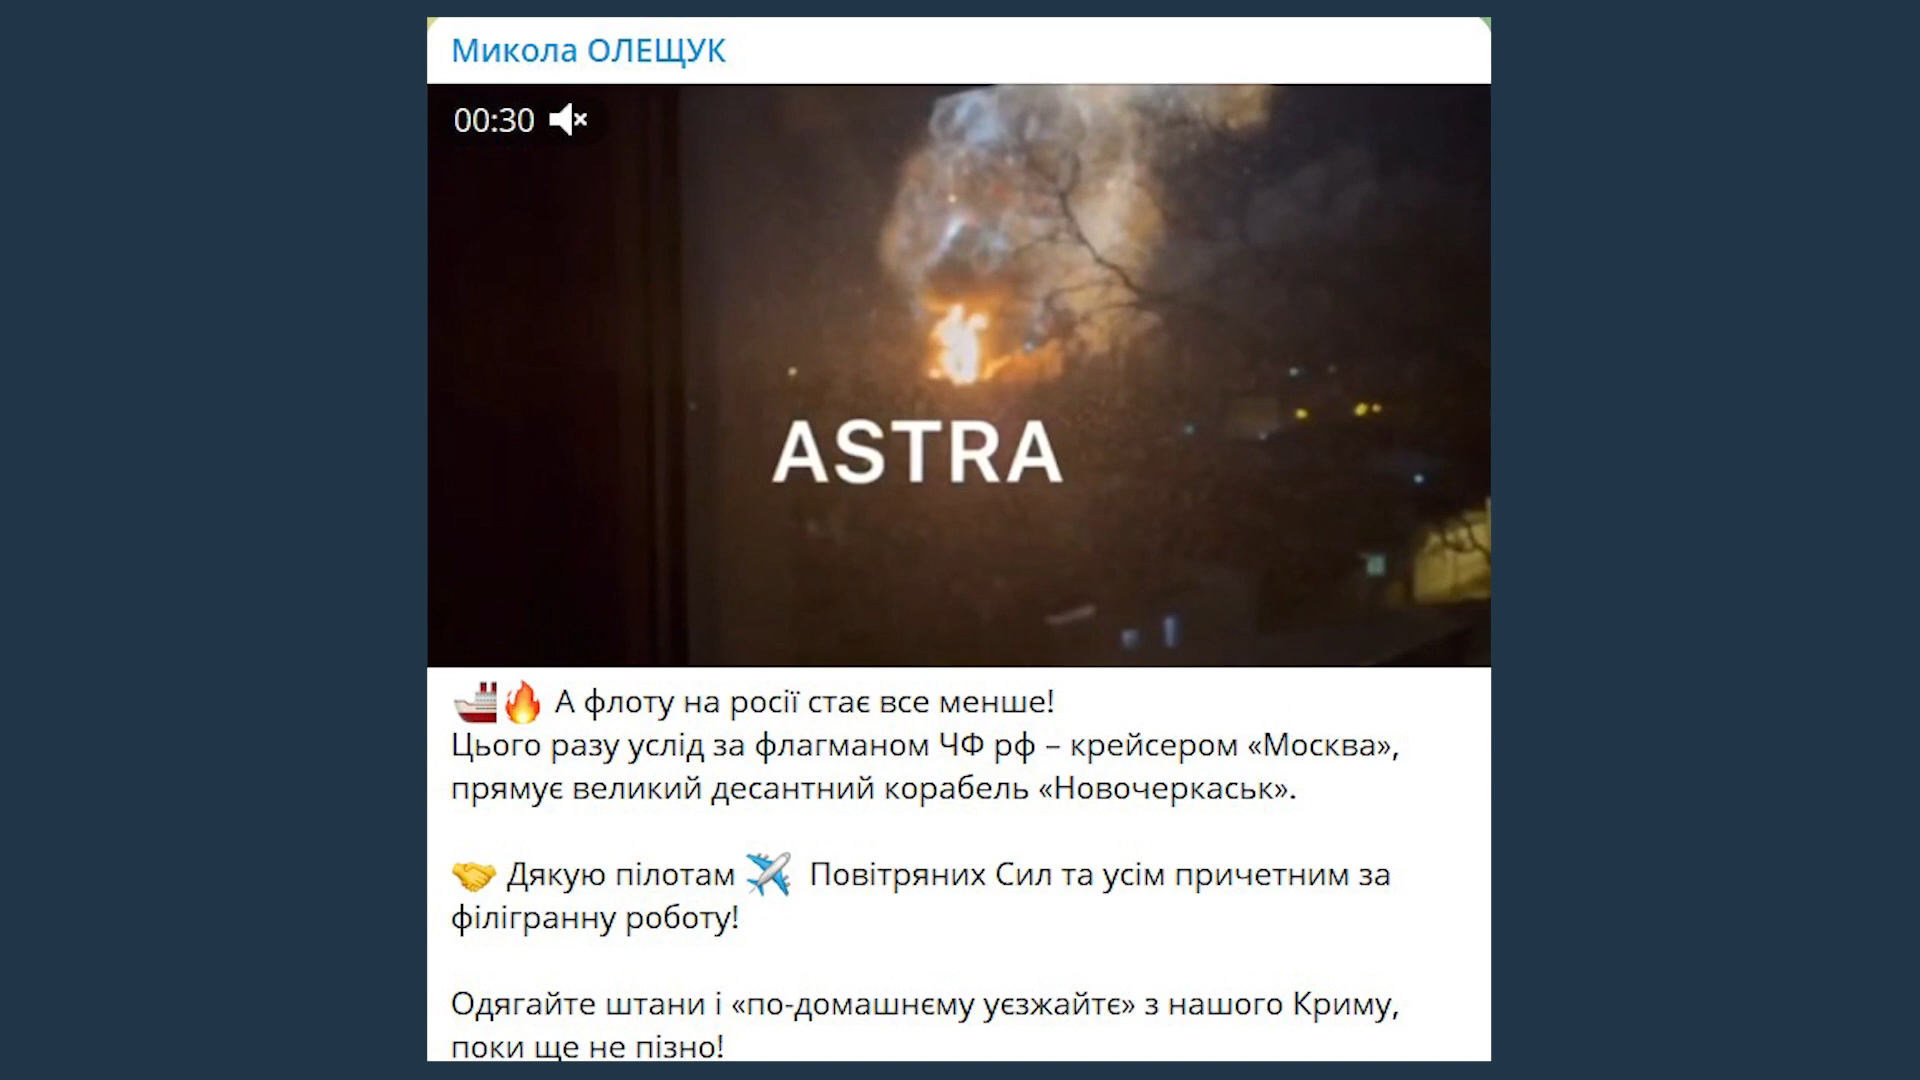 Микола ОЛЕЩУК
00:30
ASTRA
А флоту на росії стає все менше!
Цього разу услід за флагманом ЧФ рф – крейсером «Москва»,
прямує великий десантний корабель «Новочеркаськ».
Дякую пілотам Повітряних Сил та усім причетним за
філігранну роботу!
Одягайте штани і «по-домашнєму уєзжайтє» з нашого Криму,
поки ще не пізно!